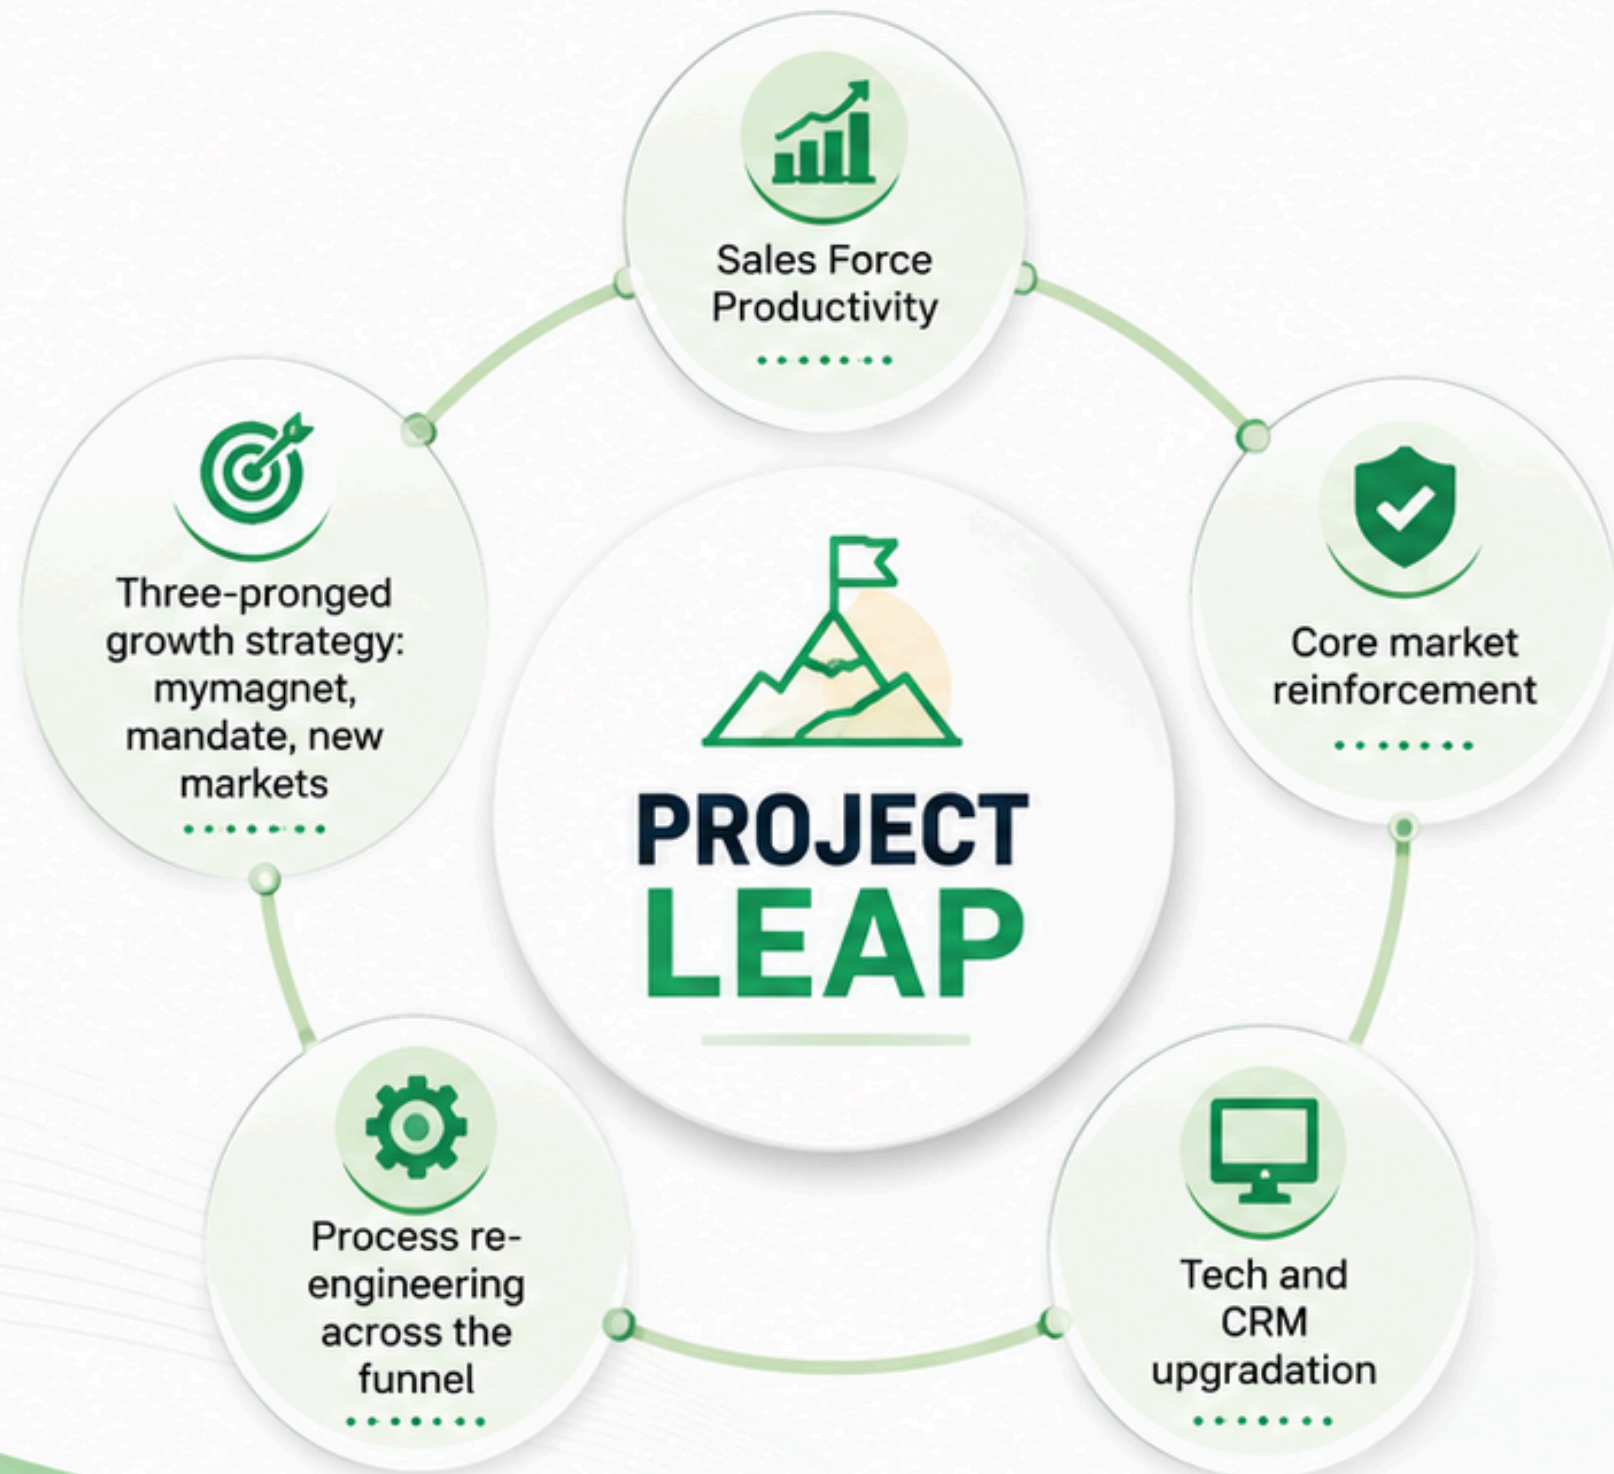 Sales Force
Productivity
Three-pronged
growth strategy:
mymagnet,
mandate, new
markets
Core market
reinforcement
PROJECT
LEAP
Process re-
engineering
across the
funnel
Tech and
CRM
upgradation